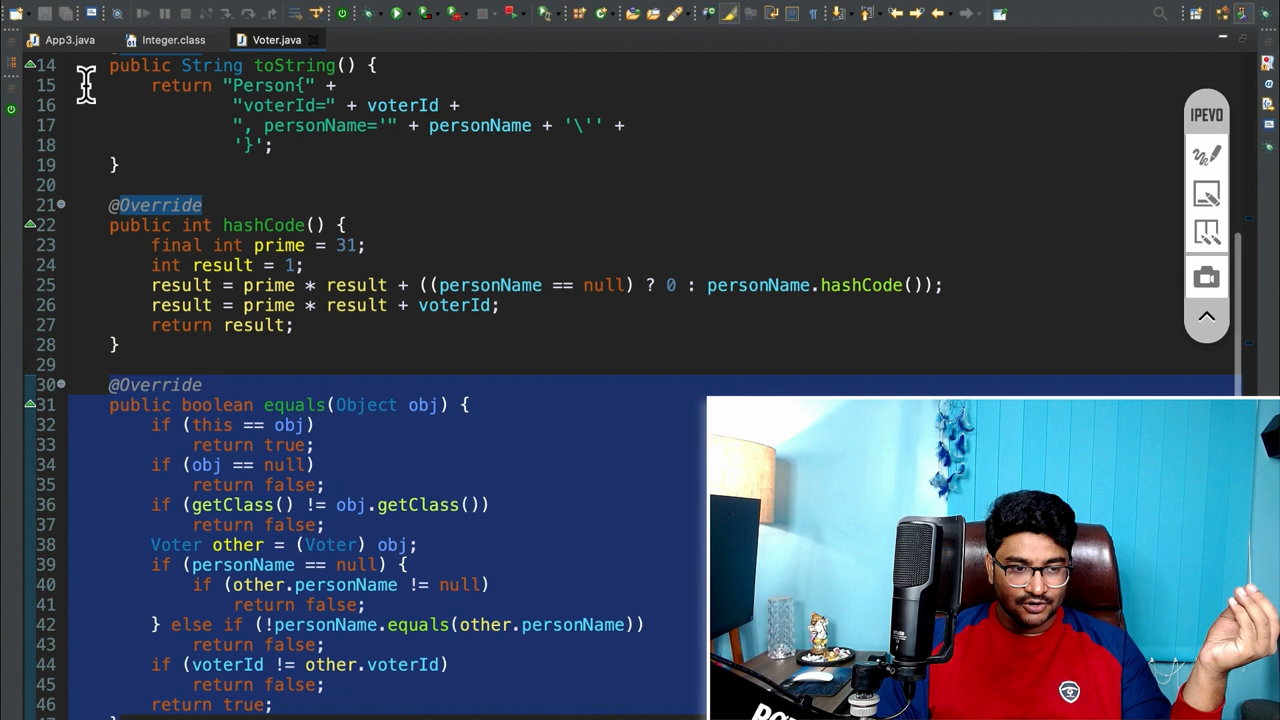 App3.java
Integer.class
Voter.java
14 public String toString() {
15 return "Person{" +
16 "voterId=" + voterId +
17 ", personName='" + personName + '\'' +
18 '}';
19 }
20
21 @Override
22 public int hashCode() {
23 final int prime = 31;
24 int result = 1;
25 result = prime * result + ((personName == null) ? 0 : personName.hashCode());
26 result = prime * result + voterId;
27 return result;
28 }
29
30 @Override
31 public boolean equals(Object obj) {
32 if (this == obj)
33 return true;
34 if (obj == null)
35 return false;
36 if (getClass() != obj.getClass())
37 return false;
38 Voter other = (Voter) obj;
39 if (personName == null) {
40 if (other.personName != null)
41 return false;
42 } else if (!personName.equals(other.personName))
43 return false;
44 if (voterId != other.voterId)
45 return false;
46 return true;
IPEVO